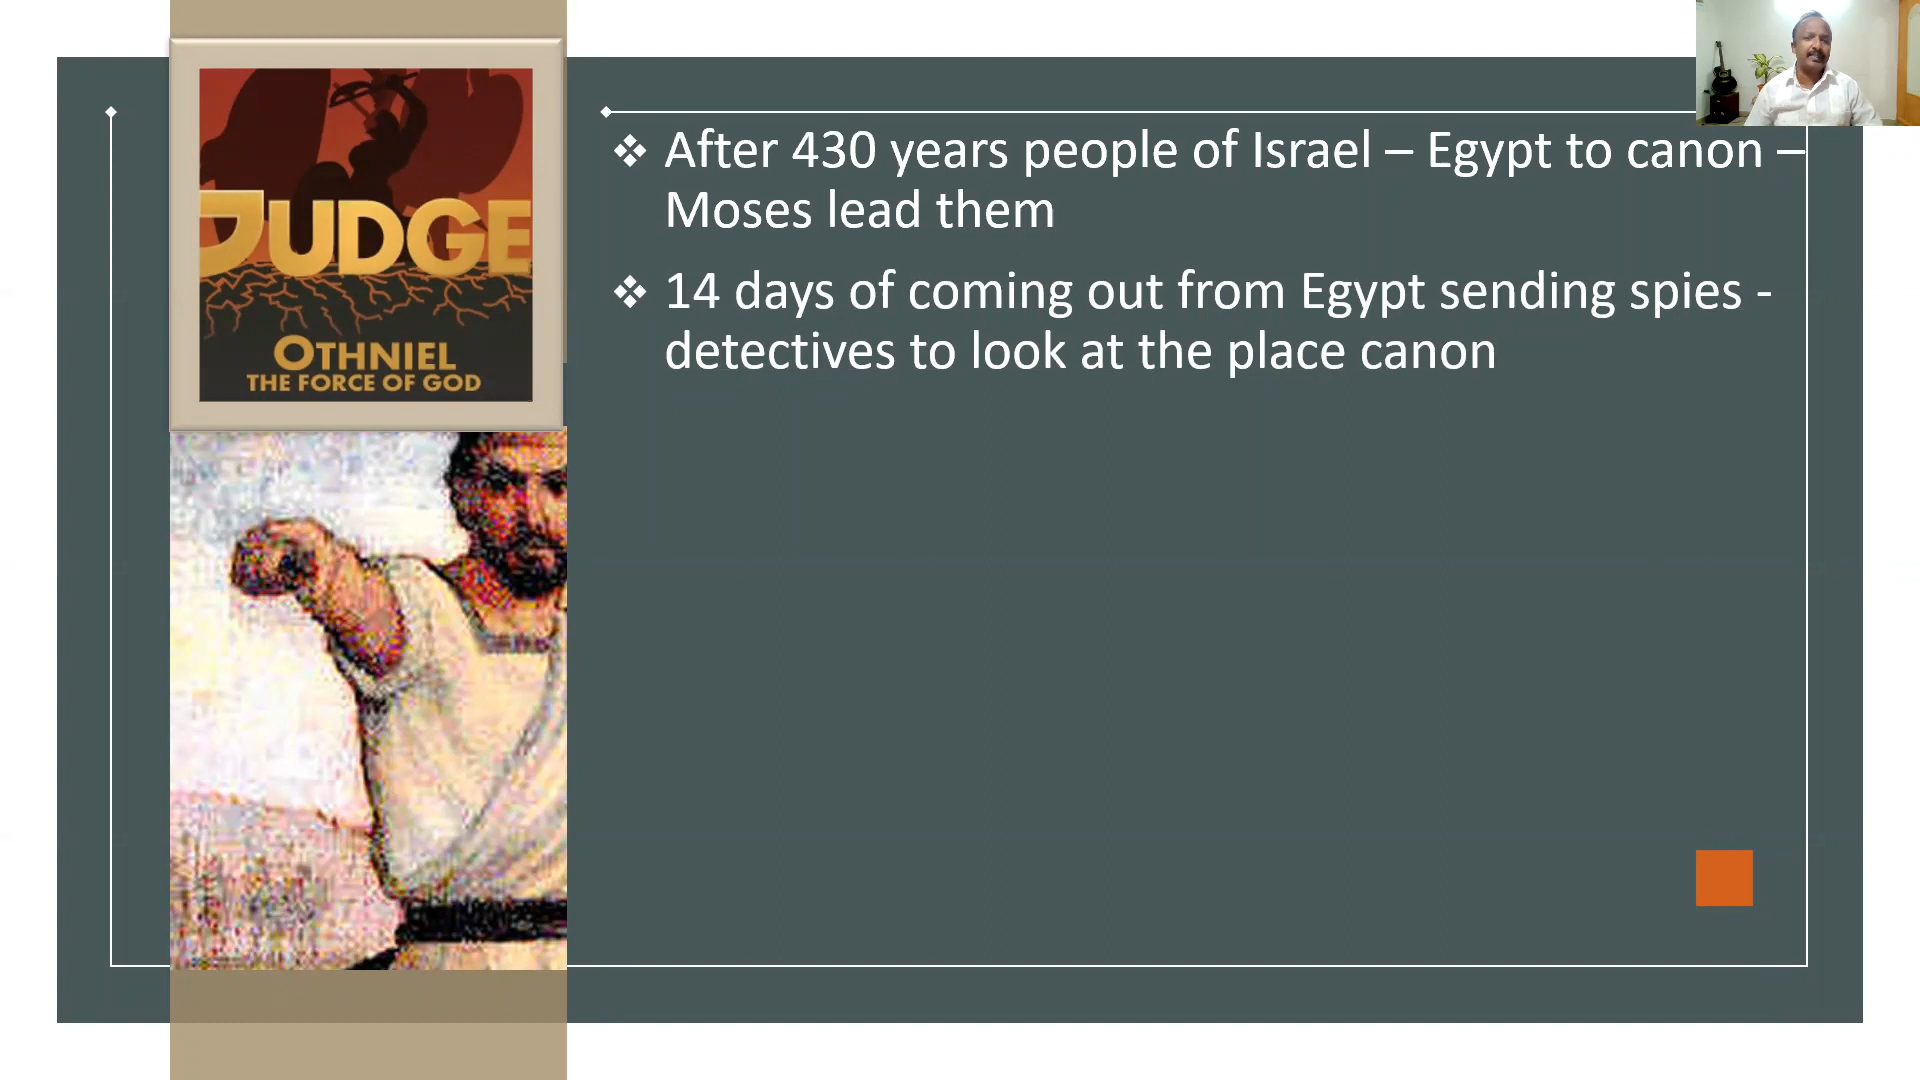 JUDGE
OTHNIEL
THE FORCE OF GOD
❖ After 430 years people of Israel – Egypt to canon –
Moses lead them
❖ 14 days of coming out from Egypt sending spies -
detectives to look at the place canon